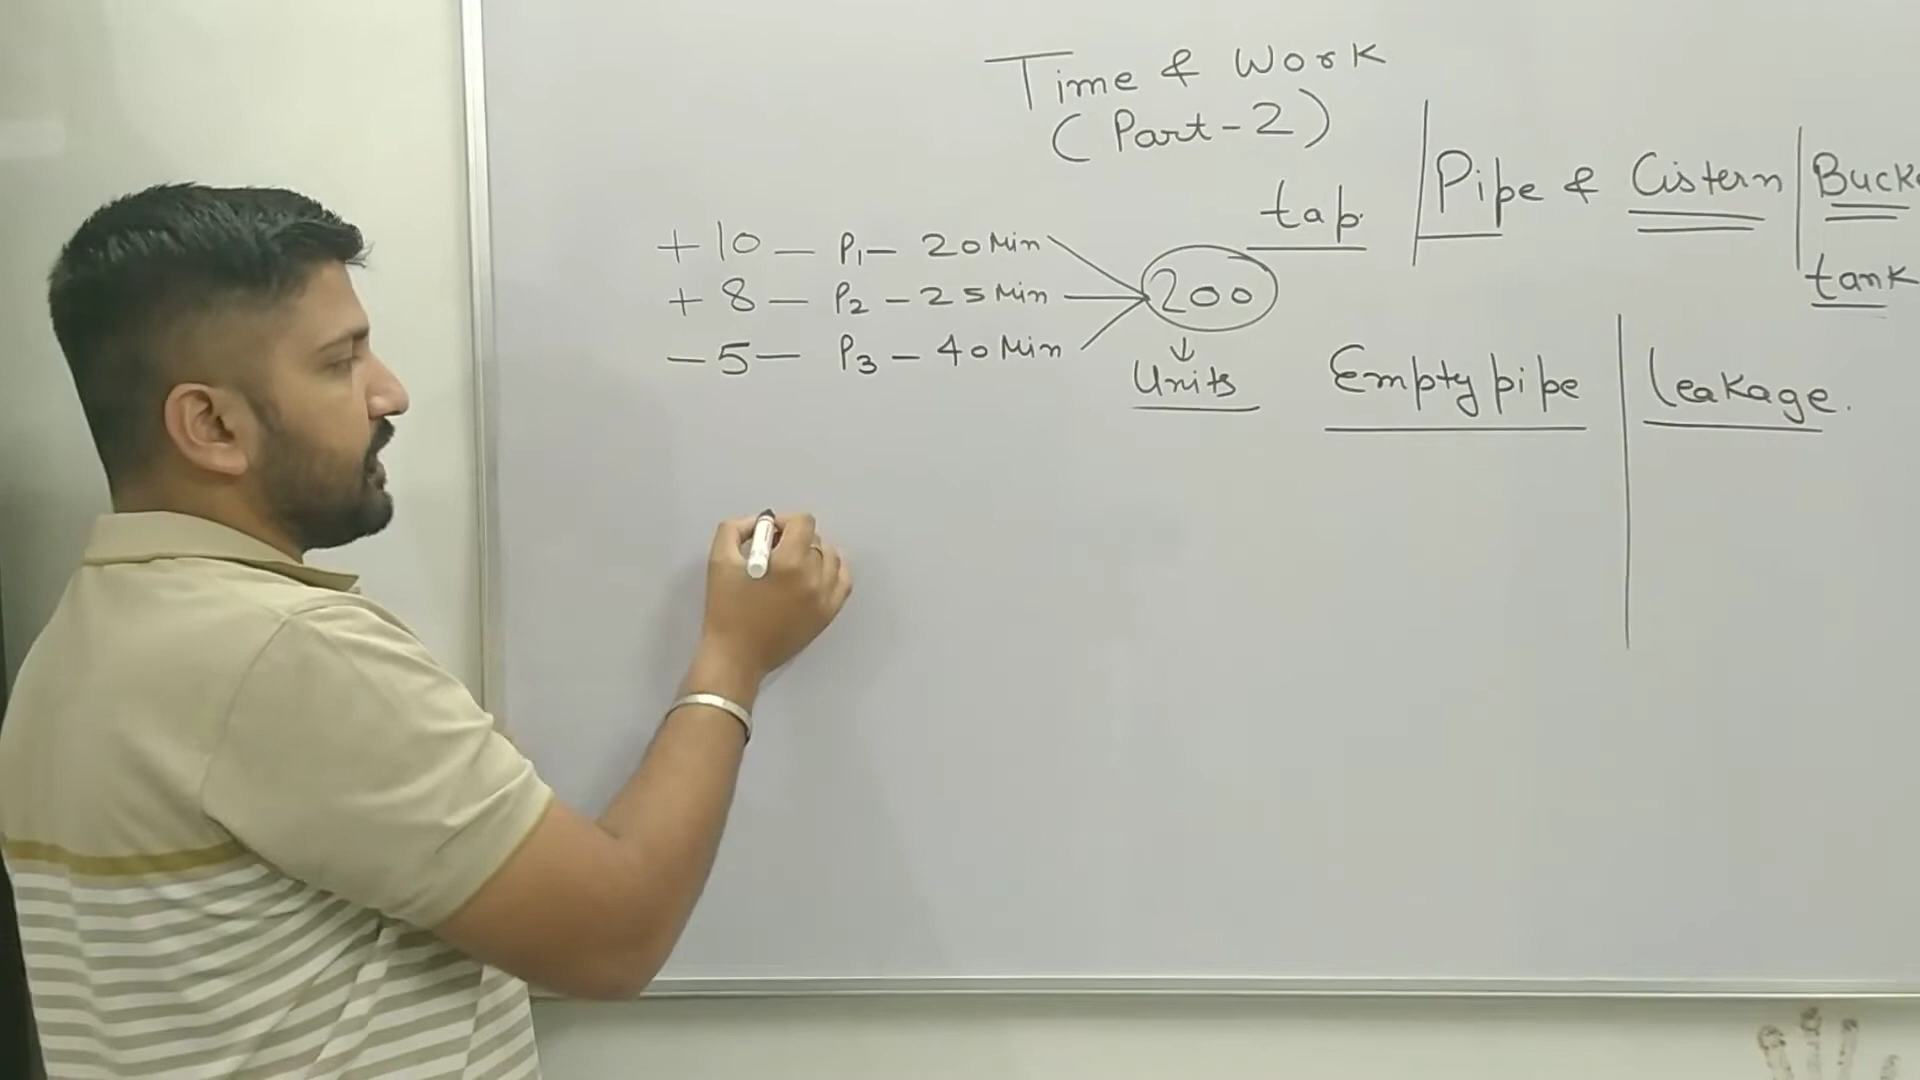 Time & Work
(Part-2)
tap
Pipe & Cistern
tank
+10 — P1 — 20 Min
+ 8 — P2 — 25 Min
— 5 — P3 — 40 Min
200
Units
Empty pipe
Leakage.